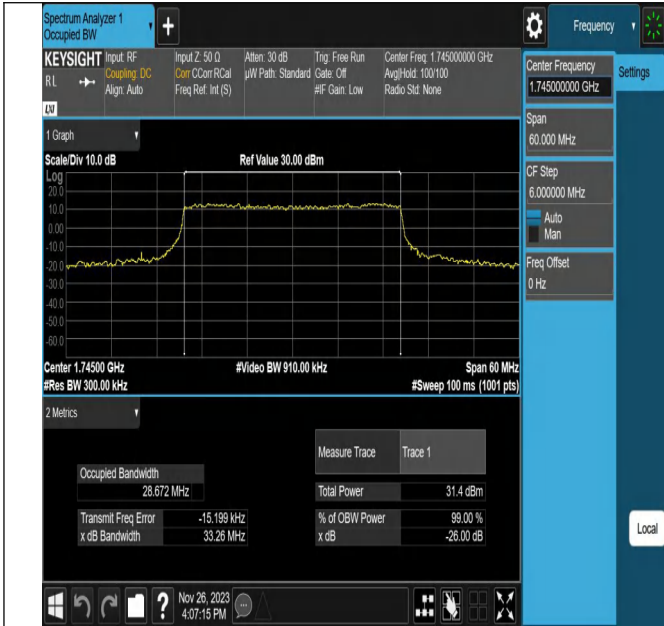 Spectrum Analyzer 1
Occupied BW
+
Frequency
KEYSIGHT
RL
LXI
Input: RF
Coupling: DC
Align: Auto
Input Z: 50 Ω
Corr CCorr RCal
Freq Ref: Int (S)
Atten: 30 dB
µW Path: Standard
Trig: Free Run
Gate: Off
#IF Gain: Low
Center Freq: 1.745000000 GHz
Avg|Hold: 100/100
Radio Std: None
Center Frequency
1.745000000 GHz
Settings
Span
60.000 MHz
CF Step
6.000000 MHz
Auto
Man
Freq Offset
0 Hz
Local
1 Graph
Scale/Div 10.0 dB
Ref Value 30.00 dBm
Log
20.0
10.0
0.00
-10.0
-20.0
-30.0
-40.0
-50.0
-60.0
Center 1.74500 GHz
#Video BW 910.00 kHz
Span 60 MHz
#Res BW 300.00 kHz
#Sweep 100 ms (1001 pts)
2 Metrics
Measure Trace
Trace 1
Occupied Bandwidth
28.672 MHz
Total Power
31.4 dBm
Transmit Freq Error
-15.199 kHz
% of OBW Power
99.00 %
x dB Bandwidth
33.26 MHz
x dB
-26.00 dB
?
Nov 26, 2023
4:07:15 PM